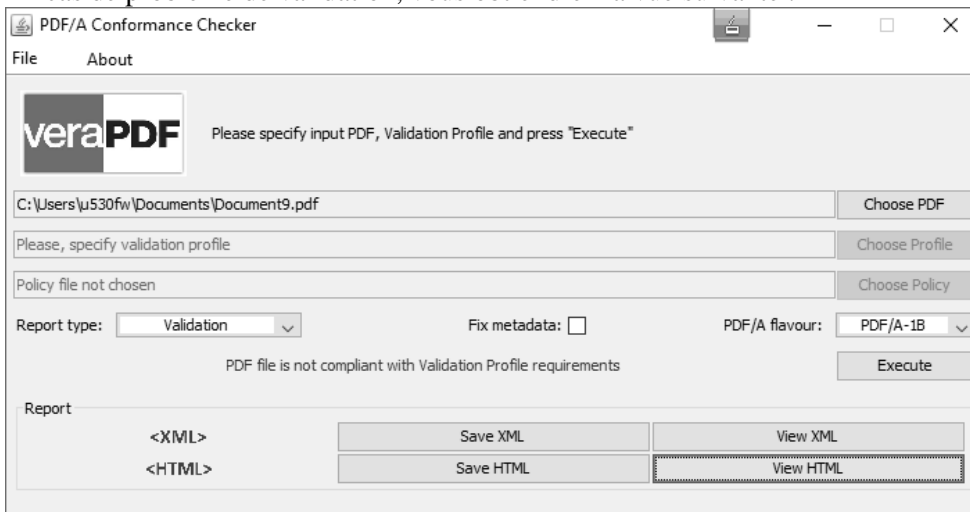 PDF/A Conformance Checker
File About
veraPDF Please specify input PDF, Validation Profile and press "Execute"
C:\Users\u530fw\Documents\Document9.pdf Choose PDF
Please, specify validation profile Choose Profile
Policy file not chosen Choose Policy
Report type: Validation Fix metadata: PDF/A flavour: PDF/A-1B
PDF file is not compliant with Validation Profile requirements Execute
Report
<XML> Save XML View XML
<HTML> Save HTML View HTML